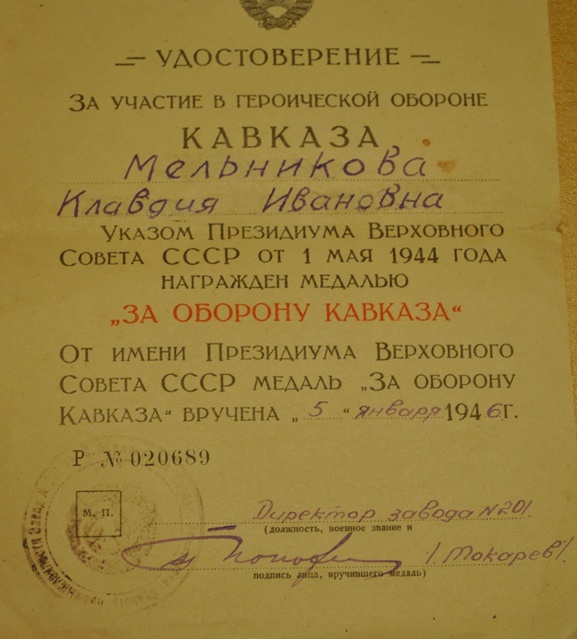 УДОСТОВЕРЕНИЕ
ЗА УЧАСТИЕ В ГЕРОИЧЕСКОЙ ОБОРОНЕ
КАВКАЗА
Мельникова
Клавдия Ивановна
УКАЗОМ ПРЕЗИДИУМА ВЕРХОВНОГО
СОВЕТА СССР ОТ 1 МАЯ 1944 ГОДА
НАГРАЖДЕН МЕДАЛЬЮ
„ЗА ОБОРОНУ КАВКАЗА“
ОТ ИМЕНИ ПРЕЗИДИУМА ВЕРХОВНОГО
СОВЕТА СССР МЕДАЛЬ „ЗА ОБОРОНУ
КАВКАЗА“ ВРУЧЕНА „ 5 “ января 1946 г.
Р № 020689
М. П.
Директор завода №201
(должность, военное звание и
/Токарев/
подпись лица, вручившего медаль)